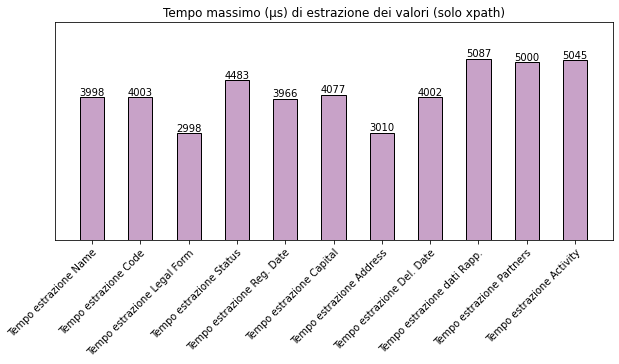 Tempo massimo (μs) di estrazione dei valori (solo xpath)
3998
4003
2998
4483
3966
4077
3010
4002
5087
5000
5045
Tempo estrazione Name
Tempo estrazione Code
Tempo estrazione Legal Form
Tempo estrazione Status
Tempo estrazione Reg. Date
Tempo estrazione Capital
Tempo estrazione Address
Tempo estrazione Del. Date
Tempo estrazione dati Rapp.
Tempo estrazione Partners
Tempo estrazione Activity